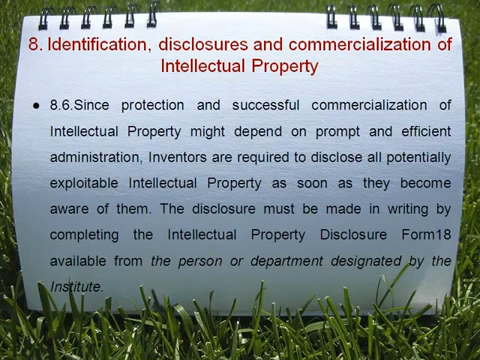 8. Identification, disclosures and commercialization of
Intellectual Property
● 8.6.Since protection and successful commercialization of
Intellectual Property might depend on prompt and efficient
administration, Inventors are required to disclose all potentially
exploitable Intellectual Property as soon as they become
aware of them. The disclosure must be made in writing by
completing the Intellectual Property Disclosure Form18
available from the person or department designated by the
Institute.